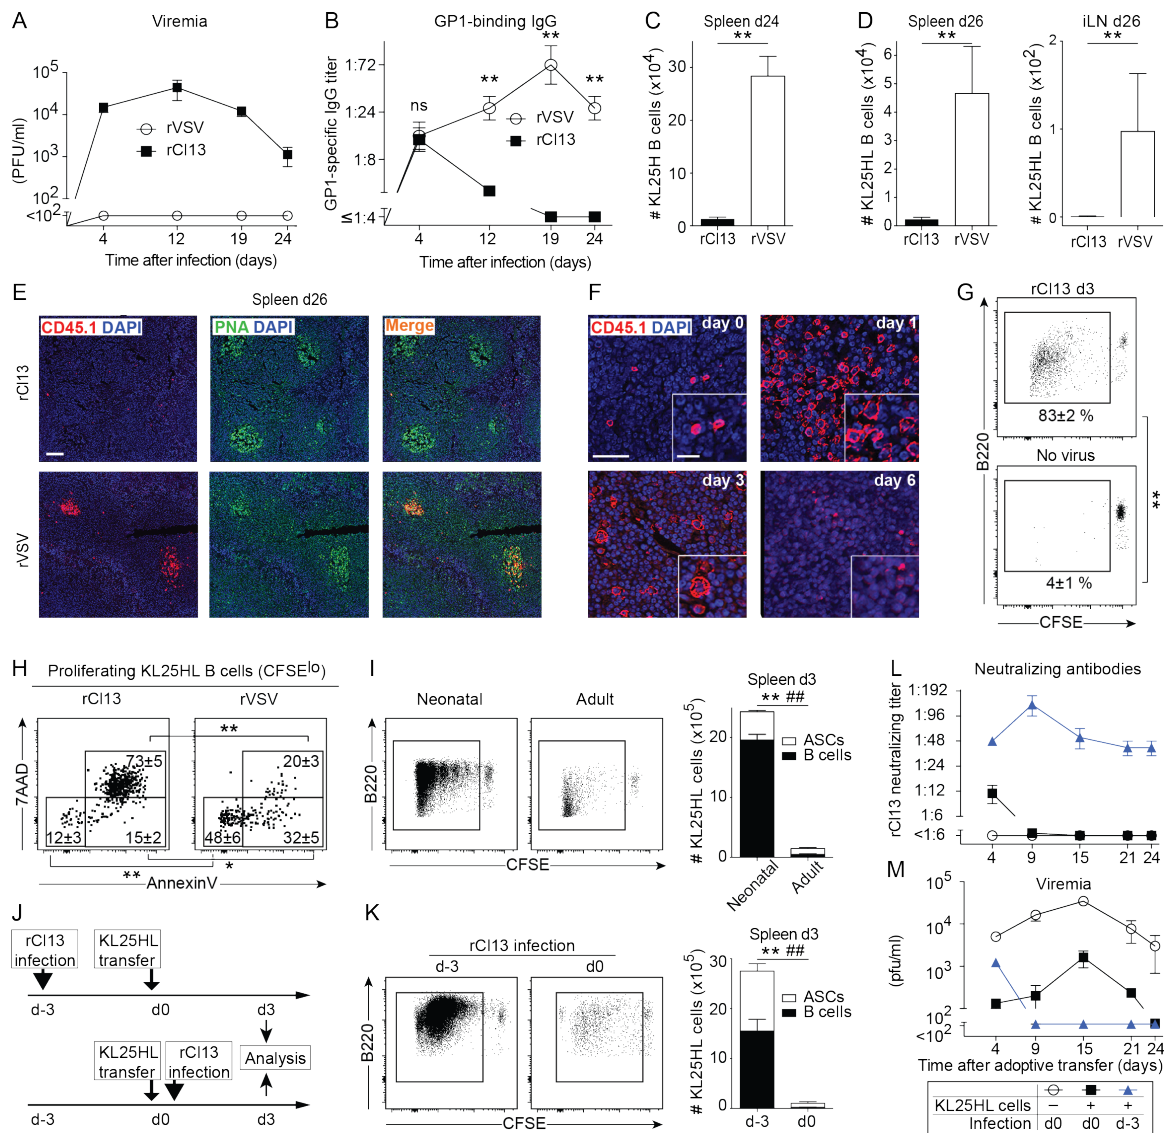 A
Viremia
(PFU/ml)
10^5
10^4
10^3
10^2
<10^2
rVSV
rCl13
4 12 19 24
Time after infection (days)
B
GP1-binding IgG
GP1-specific IgG titer
1:72
1:24
1:8
≤1:4
ns ** ** **
rVSV
rCl13
4 12 19 24
Time after infection (days)
C
Spleen d24
**
# KL25H B cells (x10^4)
30
20
10
0
rCl13 rVSV
D
Spleen d26
**
# KL25HL B cells (x10^4)
6
5
4
3
2
1
0
rCl13 rVSV
iLN d26
**
# KL25HL B cells (x10^2)
2
1
0
rCl13 rVSV
E
Spleen d26
CD45.1 DAPI
PNA DAPI
Merge
rCl13
rVSV
F
CD45.1 DAPI
day 0
day 1
day 3
day 6
G
rCl13 d3
83±2 %
No virus
4±1 %
**
B220
CFSE
H
Proliferating KL25HL B cells (CFSE^lo)
rCl13 rVSV
**
7AAD
73±5
12±3 15±2
20±3
48±6 32±5
** *
AnnexinV
I
Neonatal Adult
B220
CFSE
Spleen d3
** ##
# KL25HL cells (x10^5)
20
10
0
ASCs
B cells
Neonatal
Adult
J
rCl13 infection
KL25HL transfer
d-3 d0 d3
Analysis
KL25HL transfer
rCl13 infection
d-3 d0 d3
K
rCl13 infection
d-3 d0
B220
CFSE
Spleen d3
** ##
# KL25HL cells (x10^5)
30
20
10
0
ASCs
B cells
d-3 d0
L
Neutralizing antibodies
rCl13 neutralizing titer
1:192
1:96
1:48
1:24
1:12
1:6
<1:6
4 9 15 21 24
M
Viremia
(pfu/ml)
10^5
10^4
10^3
10^2
<10^2
4 9 15 21 24
Time after adoptive transfer (days)
KL25HL cells − + +
Infection d0 d0 d-3